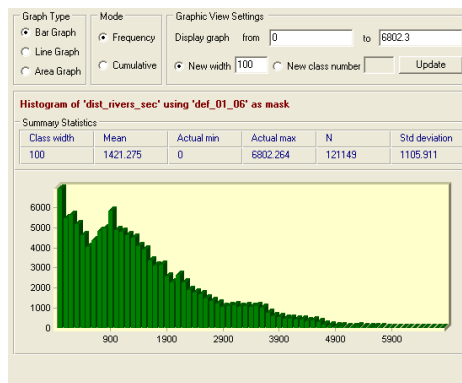 Graph Type
Bar Graph
Line Graph
Area Graph
Mode
Frequency
Cumulative
Graphic View Settings
Display graph from 0 to 6802.3
New width 100 New class number Update
Histogram of 'dist_rivers_sec' using 'def_01_06' as mask
Summary Statistics
Class width Mean Actual min Actual max N Std deviation
100 1421.275 0 6802.264 121149 1105.911
6000
5000
4000
3000
2000
1000
0
900 1900 2900 3900 4900 5900